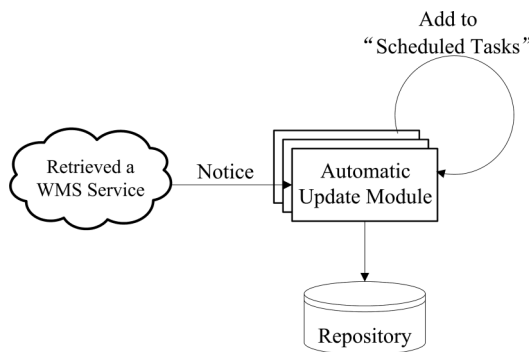 Add to
“Scheduled Tasks”
Retrieved a
WMS Service
Notice
Automatic
Update Module
Repository